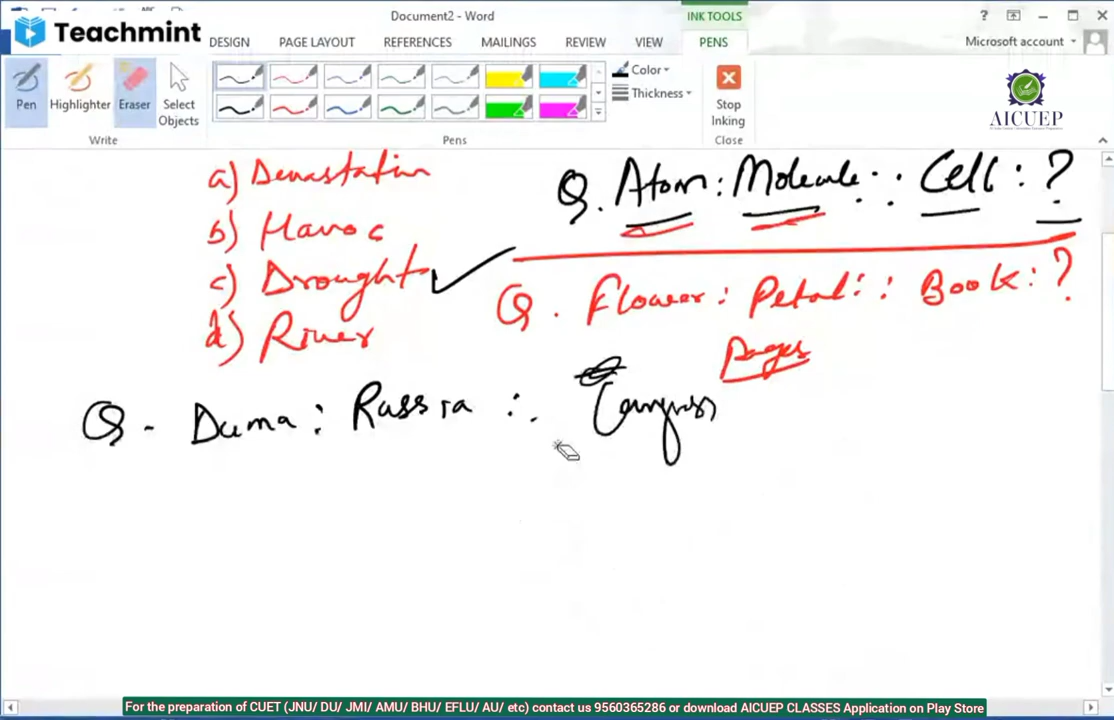 Document2 - Word
INK TOOLS
Teachmint
DESIGN PAGE LAYOUT REFERENCES MAILINGS REVIEW VIEW PENS
Microsoft account
Pen Highlighter Eraser Select Objects
Write
Pens
Color
Thickness
Stop Inking
Close
AICUEP
a) Devastation
b) Havoc
c) Drought
d) River
Q. Atom : Molecule :: Cell : ?
Q. Flower : Petal :: Book : ?
Pages
Q - Duma : Russia :: Congress
For the preparation of CUET (JNU/ DU/ JMI/ AMU/ BHU/ EFLU/ AU/ etc) contact us 9560365286 or download AICUEP CLASSES Application on Play Store